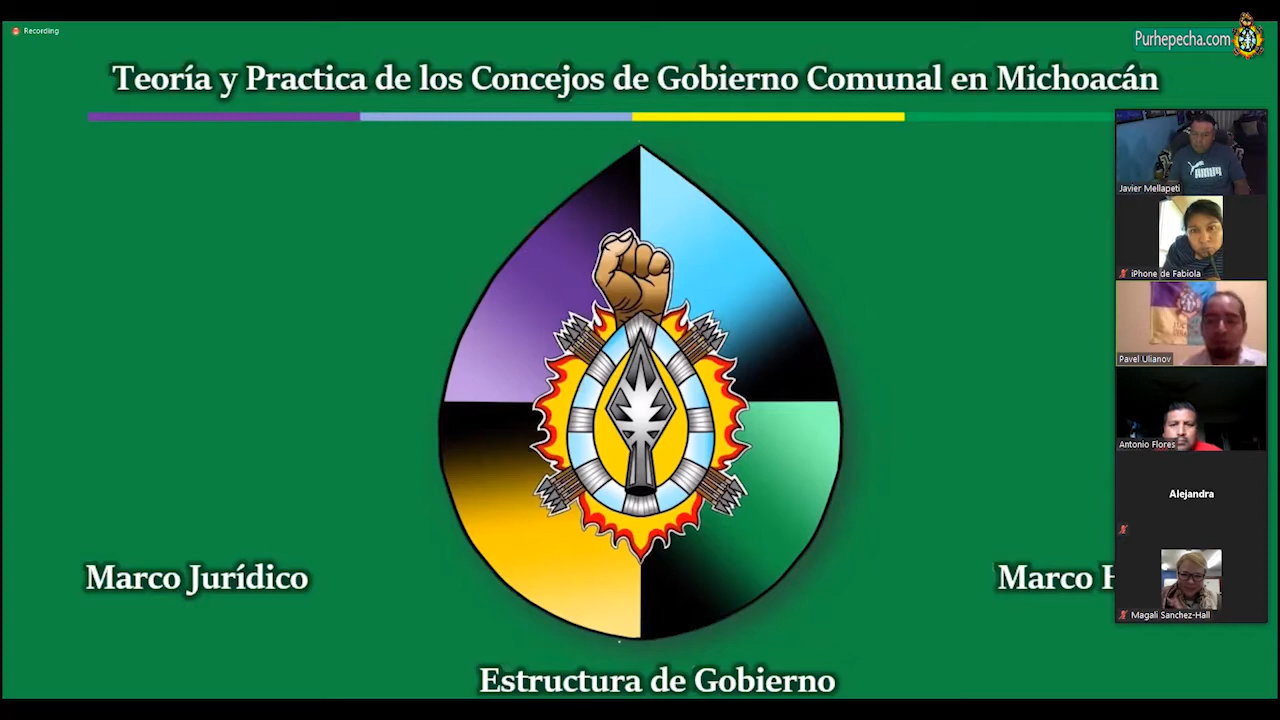 Recording
Purhepecha.com
Teoría y Practica de los Concejos de Gobierno Comunal en Michoacán
Javier Mellapeti
iPhone de Fabiola
Pavel Ulianov
Antonio Flores
Alejandra
Marco Jurídico
Marco
Magali Sanchez-Hall
Estructura de Gobierno